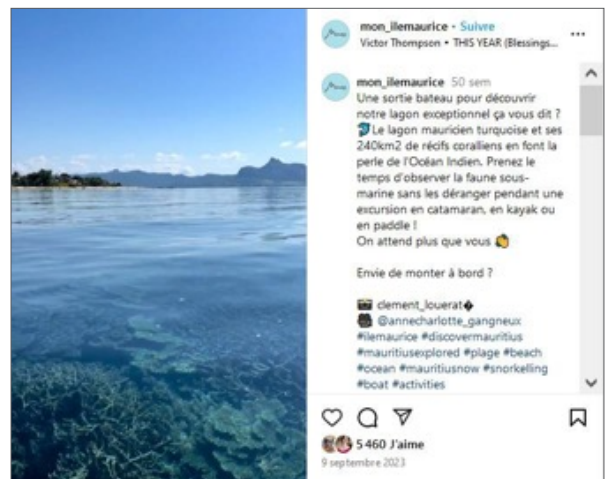 mon_ilemaurice • Suivre
Victor Thompson • THIS YEAR (Blessings...
mon_ilemaurice 50 sem
Une sortie bateau pour découvrir
notre lagon exceptionnel ça vous dit ?
Le lagon mauricien turquoise et ses
240km2 de récifs coralliens en font la
perle de l'Océan Indien. Prenez le
temps d'observer la faune sous-
marine sans les déranger pendant une
excursion en catamaran, en kayak ou
en paddle !
On attend plus que vous
Envie de monter à bord ?
clement_louerat�
@annecharlotte_gangneux
#ilemaurice #discovermauritius
#mauritiusexplored #plage #beach
#ocean #mauritiusnow #snorkelling
#boat #activities
5 460 J'aime
9 septembre 2023